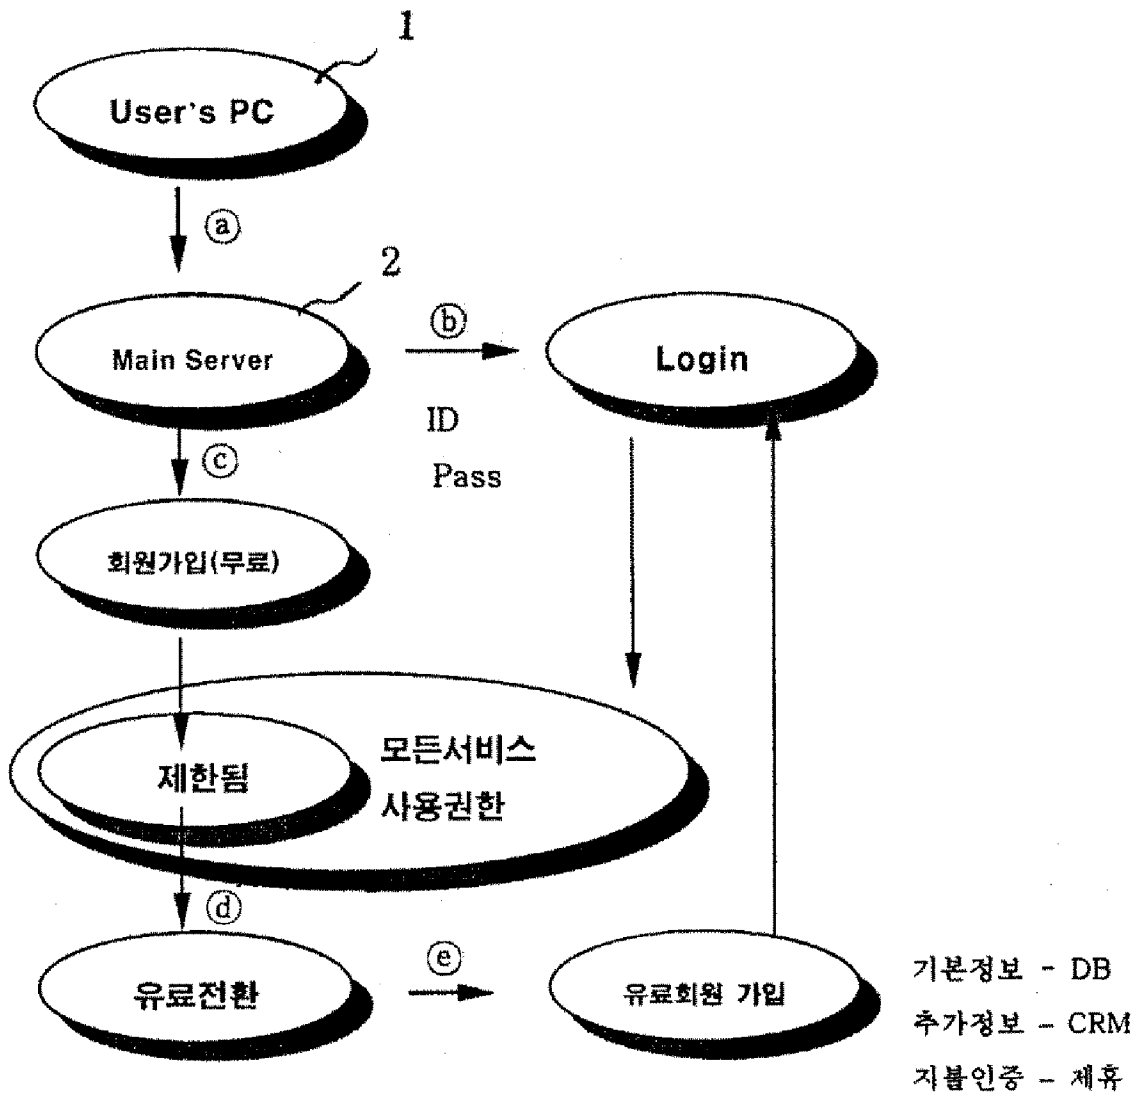 1
User's PC
ⓐ
2
Main Server
ⓑ
Login
ID
Pass
ⓒ
회원가입(무료)
제한됨
모든서비스
사용권한
ⓓ
유료전환
ⓔ
유료회원 가입
기본정보 - DB
추가정보 - CRM
지불인증 - 제휴